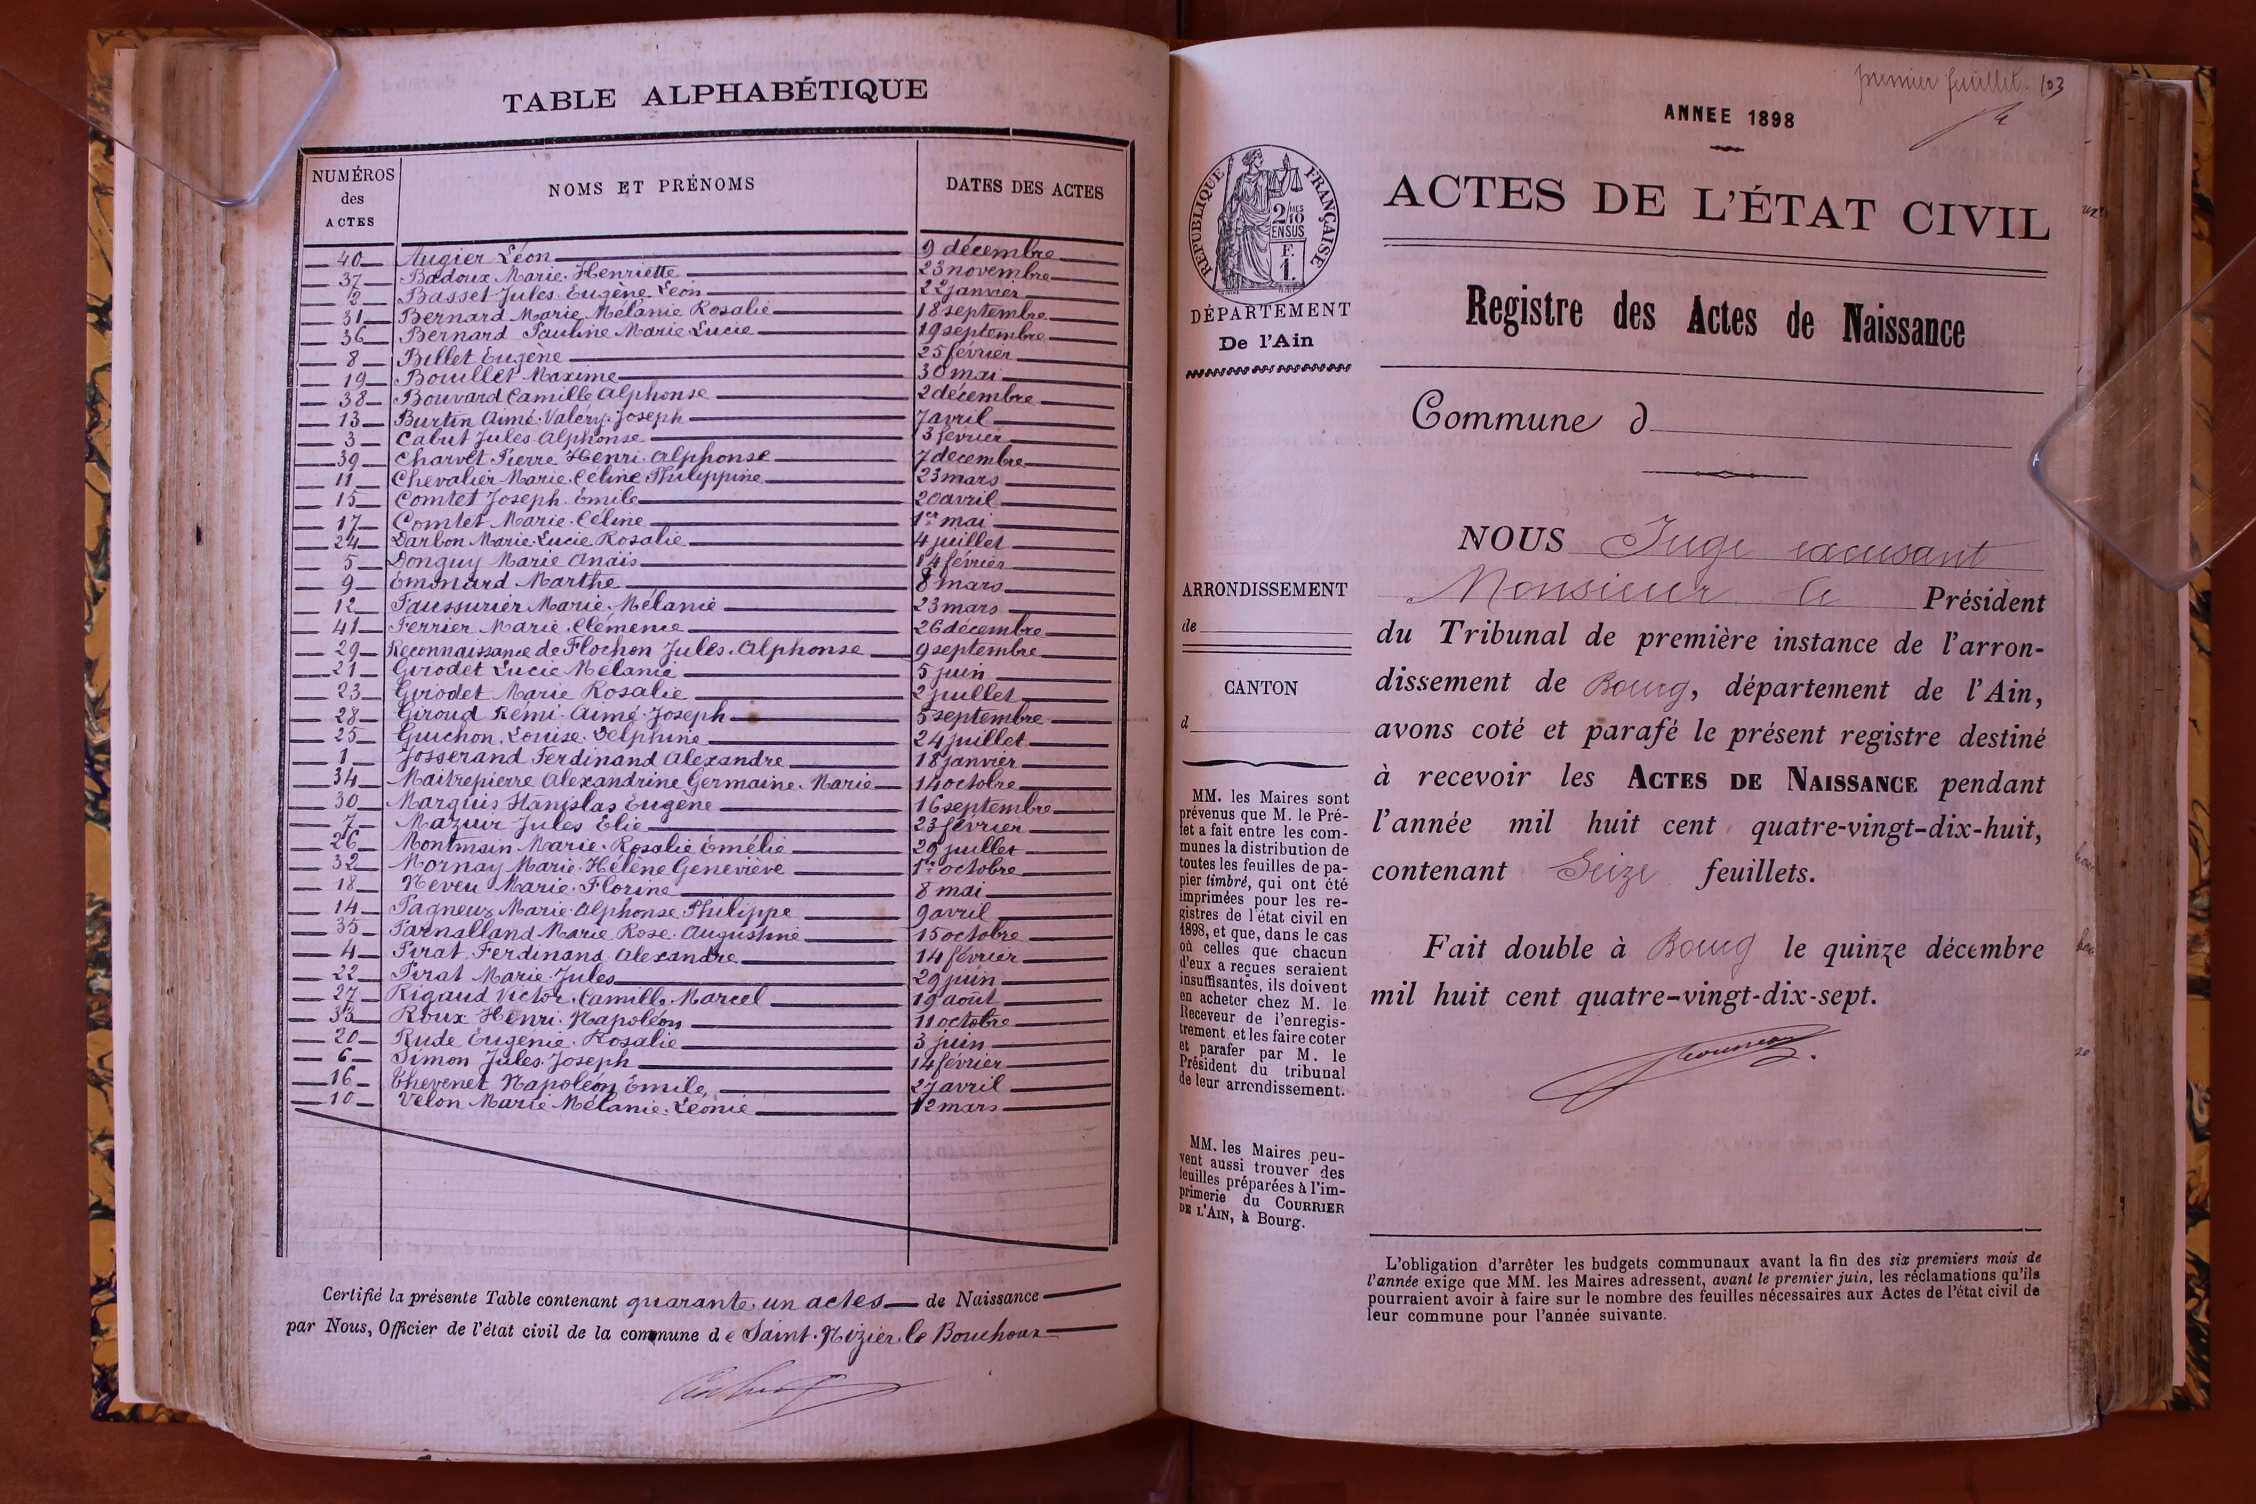 TABLE ALPHABÉTIQUE
NUMÉROS des ACTES
NOMS ET PRÉNOMS
DATES DES ACTES
40 Augier Léon 9 décembre
37 Badoux Marie Henriette 23 novembre
2 Basset Jules Eugène Léon 22 janvier
31 Bernard Marie Mélanie Rosalie 18 septembre
36 Bernard Pauline Marie Lucie 19 septembre
8 Billet Eugène 25 février
19 Bouillet Maxime 30 mai
38 Bouvard Camille Alphonse 2 décembre
13 Burtin Aimé Valéry Joseph 7 avril
3 Cabut Jules Alphonse 3 février
39 Charvet Pierre Henri Alphonse 7 décembre
11 Chevalier Marie Céline Philippine 23 mars
15 Comtet Joseph Émile 20 avril
17 Comtet Marie Céline 1er mai
24 Darbon Marie Lucie Rosalie 4 juillet
5 Donguy Marie Anaïs 14 février
9 Émonard Marthe 8 mars
12 Faussurier Marie Mélanie 23 mars
41 Ferrier Marie Clémence 26 décembre
29 Reconnaissance de Flochon Jules Alphonse 9 septembre
21 Girodet Lucie Mélanie 5 juin
23 Girodet Marie Rosalie 2 juillet
28 Giroud Rémi Aimé Joseph 5 septembre
25 Guichon Louise Delphine 24 juillet
1 Josserand Ferdinand Alexandre 18 janvier
34 Maitrepierre Alexandrine Germaine Marie 14 octobre
30 Marquis Stanislas Eugène 16 septembre
7 Mazuir Jules Élie 23 février
26 Montmain Marie Rosalie Émélie 29 juillet
32 Mornay Marie Hélène Geneviève 1er octobre
18 Neveu Marie Florine 8 mai
14 Pagneux Marie Alphonse Philippe 9 avril
35 Parnalland Marie Rose Augustine 15 octobre
4 Pirat Ferdinand Alexandre 14 février
22 Pirat Marie Jules 29 juin
27 Rigaud Victor Camille Marcel 19 août
33 Roux Henri Napoléon 11 octobre
20 Rude Eugénie Rosalie 3 juin
6 Simon Jules Joseph 14 février
16 Thevenet Napoléon Émile 27 avril
10 Velon Marie Mélanie Léonie 12 mars
Certifié la présente Table contenant quarante un actes de Naissance
par Nous, Officier de l'état civil de la commune de Saint-Nizier le Bouchoux
premier feuillet. 103
ANNEE 1898
ACTES DE L'ÉTAT CIVIL
Registre des Actes de Naissance
Commune d
RÉPUBLIQUE FRANÇAISE
2/10 MES
EN SUS
F.
1.
DÉPARTEMENT
De l'Ain
ARRONDISSEMENT
de
CANTON
d
MM. les Maires sont
prévenus que M. le Pré-
fet a fait entre les com-
munes la distribution de
toutes les feuilles de pa-
pier timbré, qui ont été
imprimées pour les re-
gistres de l'état civil en
1898, et que, dans le cas
où celles que chacun
d'eux a reçues seraient
insuffisantes, ils doivent
en acheter chez M. le
Receveur de l'enregis-
trement et les faire coter
et parafer par M. le
Président du tribunal
de leur arrondissement.
MM. les Maires peu-
vent aussi trouver des
feuilles préparées à l'im-
primerie du COURRIER
DE L'AIN, à Bourg.
NOUS Juge excusant
Monsieur le Président
du Tribunal de première instance de l'arron-
dissement de Bourg, département de l'Ain,
avons coté et parafé le présent registre destiné
à recevoir les ACTES DE NAISSANCE pendant
l'année mil huit cent quatre-vingt-dix-huit,
contenant Seize feuillets.
Fait double à Bourg le quinze décembre
mil huit cent quatre-vingt-dix-sept.
L'obligation d'arrêter les budgets communaux avant la fin des six premiers mois de
l'année exige que MM. les Maires adressent, avant le premier juin, les réclamations qu'ils
pourraient avoir à faire sur le nombre des feuilles nécessaires aux Actes de l'état civil de
leur commune pour l'année suivante.